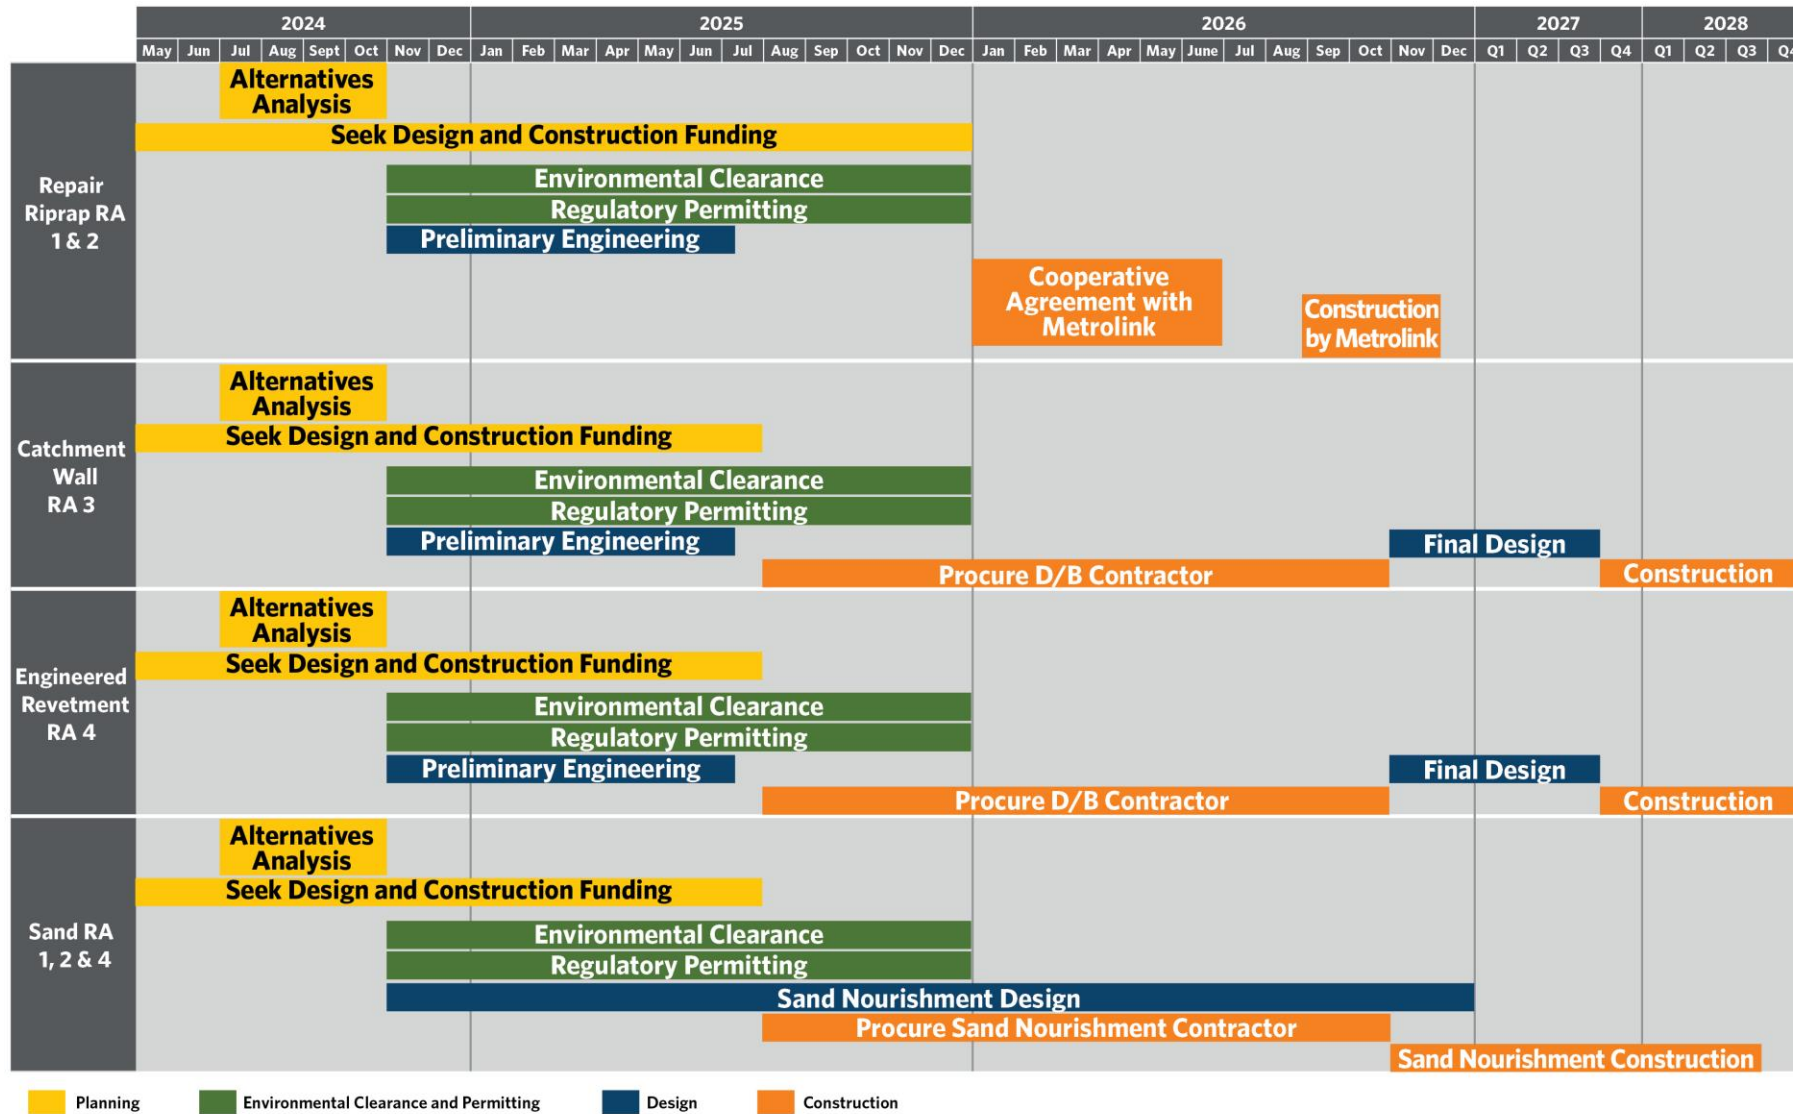 2024 2025 2026 2027 2028
May Jun Jul Aug Sept Oct Nov Dec Jan Feb Mar Apr May Jun Jul Aug Sep Oct Nov Dec Jan Feb Mar Apr May June Jul Aug Sep Oct Nov Dec Q1 Q2 Q3 Q4 Q1 Q2 Q3 Q4
Repair
Riprap RA
1 & 2
Alternatives
Analysis
Seek Design and Construction Funding
Environmental Clearance
Regulatory Permitting
Preliminary Engineering
Cooperative
Agreement with
Metrolink
Construction
by Metrolink
Catchment
Wall
RA 3
Alternatives
Analysis
Seek Design and Construction Funding
Environmental Clearance
Regulatory Permitting
Preliminary Engineering
Final Design
Procure D/B Contractor
Construction
Engineered
Revetment
RA 4
Alternatives
Analysis
Seek Design and Construction Funding
Environmental Clearance
Regulatory Permitting
Preliminary Engineering
Final Design
Procure D/B Contractor
Construction
Sand RA
1, 2 & 4
Alternatives
Analysis
Seek Design and Construction Funding
Environmental Clearance
Regulatory Permitting
Sand Nourishment Design
Procure Sand Nourishment Contractor
Sand Nourishment Construction
Planning Environmental Clearance and Permitting Design Construction